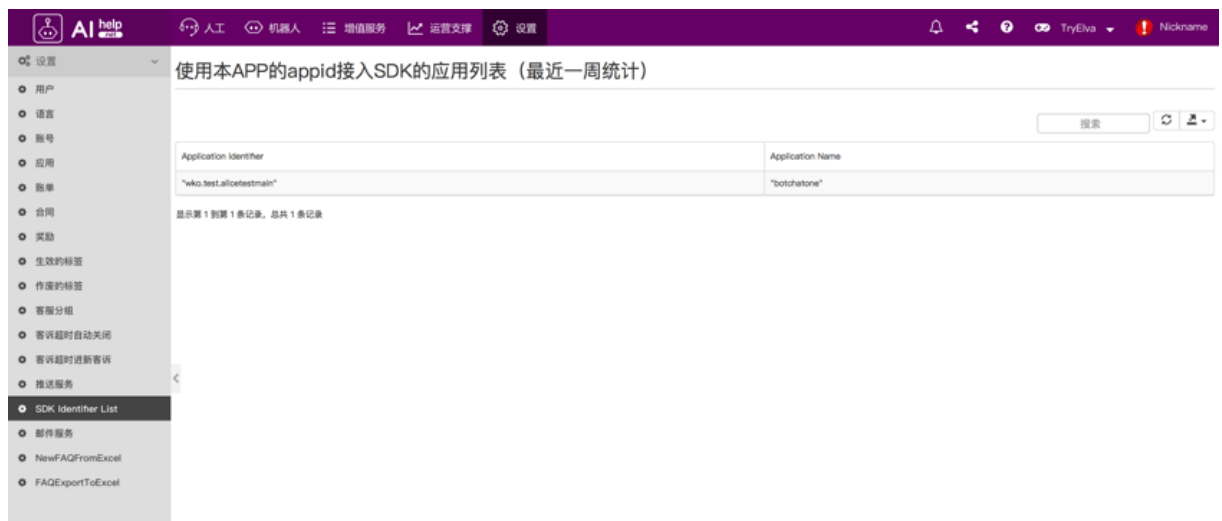 AI help .net
人工
机器人
增值服务
运营支撑
设置
TryElva
Nickname
设置
用户
语言
账号
应用
账单
合同
奖励
生效的标签
作废的标签
客服分组
客诉超时自动关闭
客诉超时进新客诉
推送服务
SDK Identifier List
邮件服务
NewFAQFromExcel
FAQExportToExcel
使用本APP的appid接入SDK的应用列表（最近一周统计）
搜索
Application Identifier
Application Name
"wko.test.alicetestmain"
"botchatone"
显示第 1 到第 1 条记录，总共 1 条记录